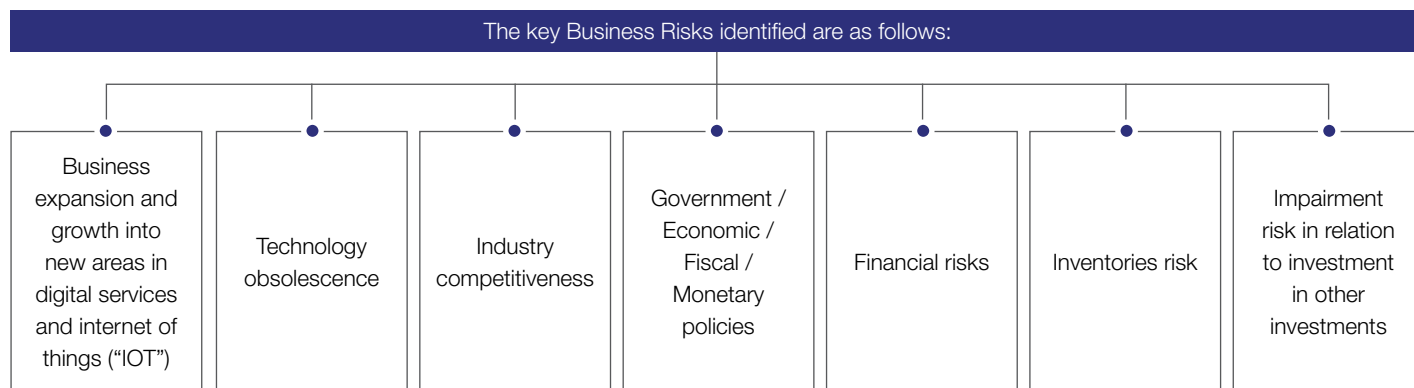 The key Business Risks identified are as follows:
Business
expansion and
growth into
new areas in
digital services
and internet of
things (“IOT”)
Technology
obsolescence
Industry
competitiveness
Government /
Economic /
Fiscal /
Monetary
policies
Financial risks
Inventories risk
Impairment
risk in relation
to investment
in other
investments